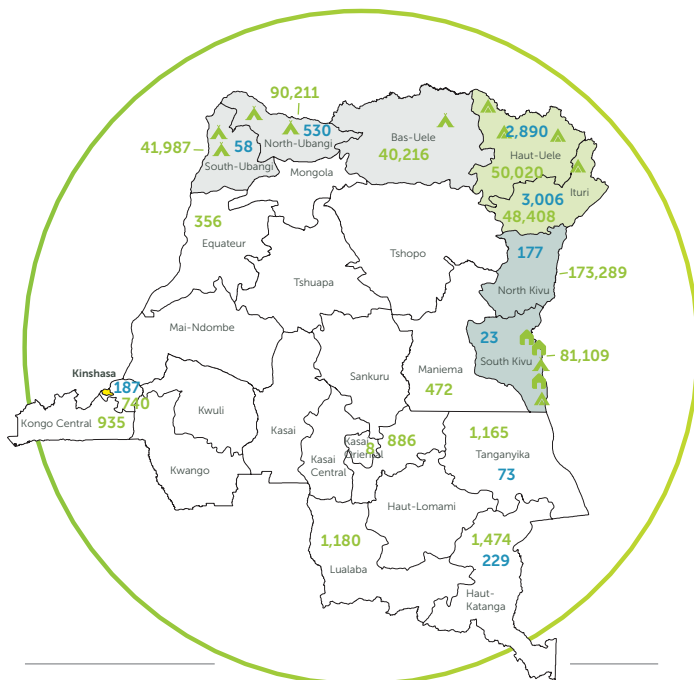 90,211
41,987
58
530
2,890
North-Ubangi
Bas-Uele
40,216
Haut-Uele
South-Ubangi
Mongola
50,020
Ituri
3,006
48,408
356
Equateur
Tshopo
177
173,289
North Kivu
Tshuapa
Mai-Ndombe
23
South Kivu
81,109
Kinshasa
187
740
Sankuru
Maniema
472
Kongo Central 935
Kwuli
Kasai
Kasai
Oriental
8
886
1,165
Tanganyika
73
Kasai
Central
Kwango
Haut-Lomami
1,180
Lualaba
1,474
229
Haut-
Katanga